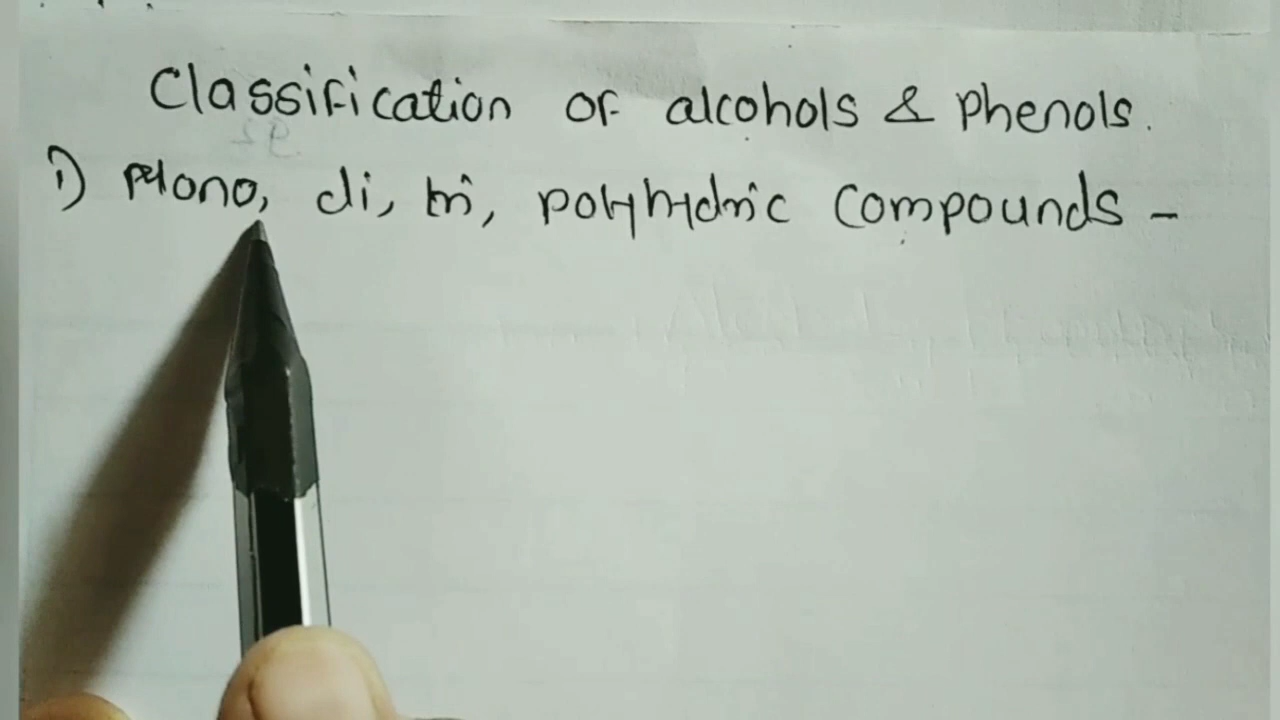 Classification of alcohols & Phenols.
1) Mono, di, tri, polyhydric Compounds -